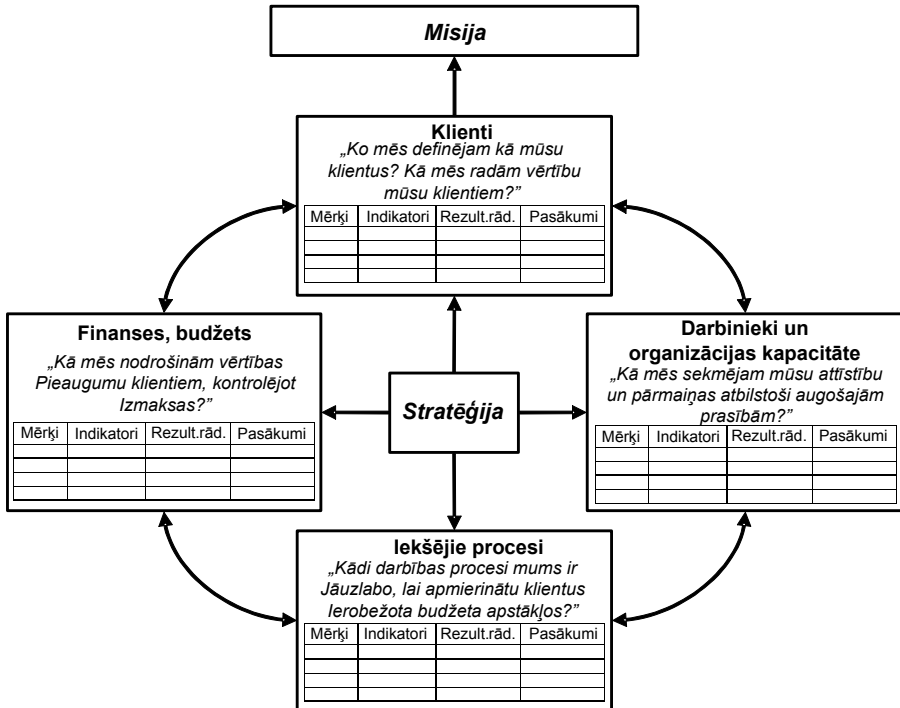 Misija
Klienti
„Ko mēs definējam kā mūsu
klientus? Kā mēs radām vērtību
mūsu klientiem?”
Mērķi Indikatori Rezult.rād. Pasākumi
Finanses, budžets
„Kā mēs nodrošinām vērtības
Pieaugumu klientiem, kontrolējot
Izmaksas?”
Mērķi Indikatori Rezult.rād. Pasākumi
Stratēģija
Darbinieki un
organizācijas kapacitāte
„Kā mēs sekmējam mūsu attīstību
un pārmaiņas atbilstoši augošajām
prasībām?”
Mērķi Indikatori Rezult.rād. Pasākumi
Iekšējie procesi
„Kādi darbības procesi mums ir
Jāuzlabo, lai apmierinātu klientus
Ierobežota budžeta apstākļos?”
Mērķi Indikatori Rezult.rād. Pasākumi